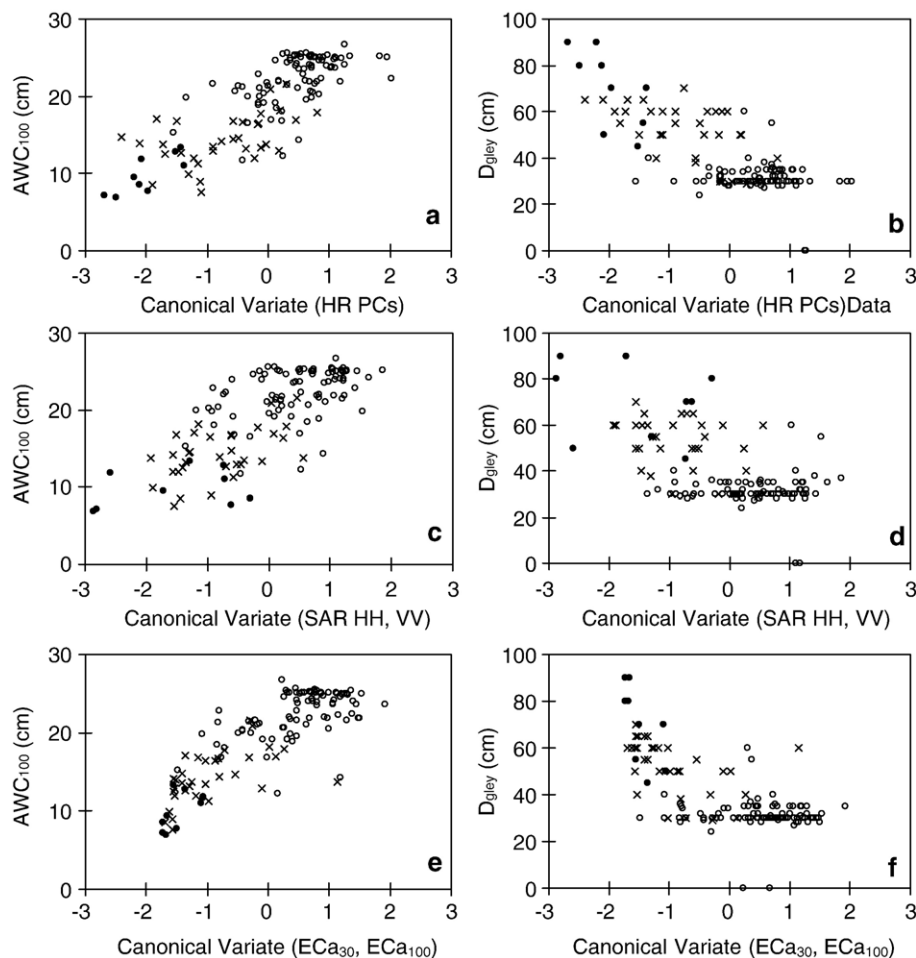 30
20
10
0
AWC100 (cm)
a
-3 -2 -1 0 1 2 3
Canonical Variate (HR PCs)
100
80
60
40
20
0
Dgley (cm)
b
-3 -2 -1 0 1 2 3
Canonical Variate (HR PCs)Data
30
20
10
0
AWC100 (cm)
c
-3 -2 -1 0 1 2 3
Canonical Variate (SAR HH, VV)
100
80
60
40
20
0
Dgley (cm)
d
-3 -2 -1 0 1 2 3
Canonical Variate (SAR HH, VV)
30
20
10
0
AWC100 (cm)
e
-3 -2 -1 0 1 2 3
Canonical Variate (ECa30, ECa100)
100
80
60
40
20
0
Dgley (cm)
f
-3 -2 -1 0 1 2 3
Canonical Variate (ECa30, ECa100)